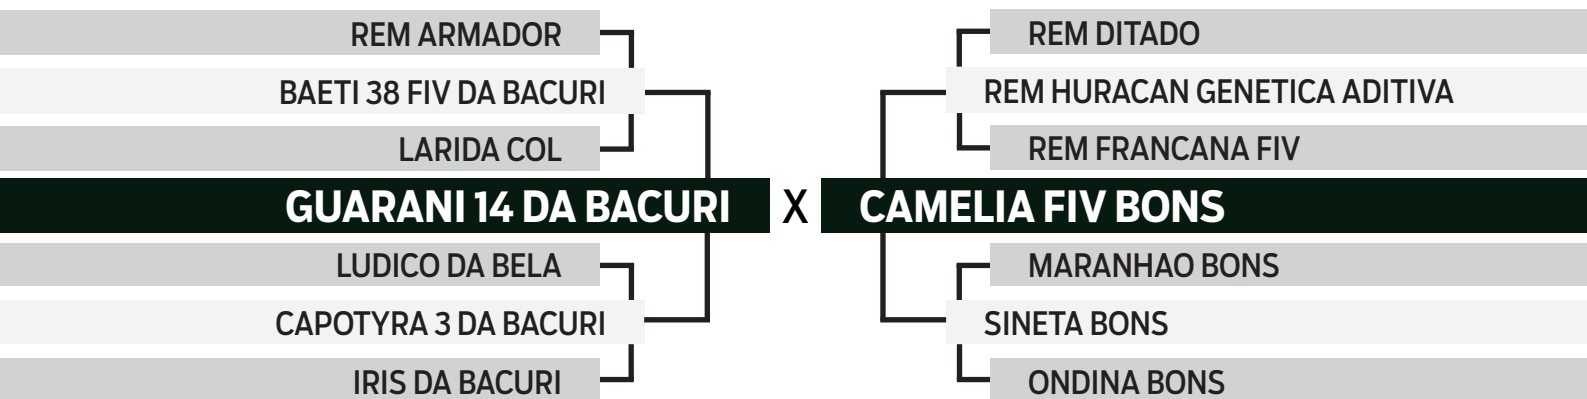 REM ARMADOR
BAETI 38 FIV DA BACURI
LARIDA COL
GUARANI 14 DA BACURI X CAMELIA FIV BONS
LUDICO DA BELA
CAPOTYRA 3 DA BACURI
IRIS DA BACURI
REM DITADO
REM HURACAN GENETICA ADITIVA
REM FRANCANA FIV
MARANHAO BONS
SINETA BONS
ONDINA BONS